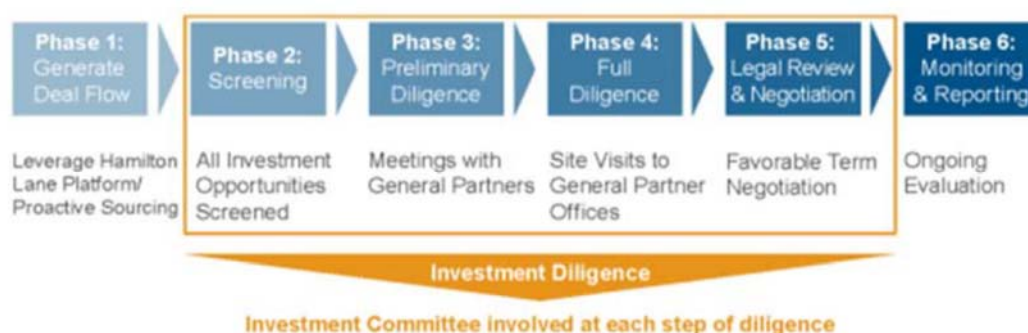 Phase 1:
Generate
Deal Flow
Phase 2:
Screening
Phase 3:
Preliminary
Diligence
Phase 4:
Full
Diligence
Phase 5:
Legal Review
& Negotiation
Phase 6:
Monitoring
& Reporting
Leverage Hamilton
Lane Platform/
Proactive Sourcing
All Investment
Opportunities
Screened
Meetings with
General Partners
Site Visits to
General Partner
Offices
Favorable Term
Negotiation
Ongoing
Evaluation
Investment Diligence
Investment Committee involved at each step of diligence